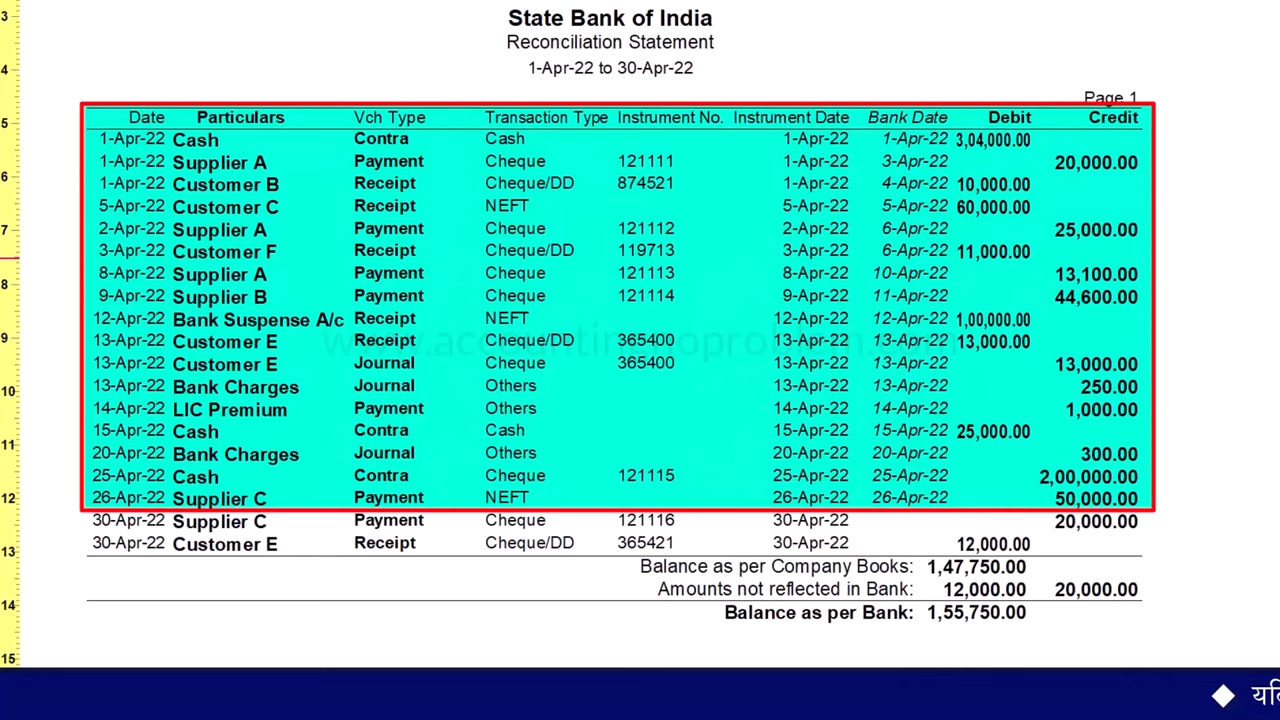 State Bank of India
Reconciliation Statement
1-Apr-22 to 30-Apr-22
Page 1
Date Particulars Vch Type Transaction Type Instrument No. Instrument Date Bank Date Debit Credit
1-Apr-22 Cash Contra Cash 1-Apr-22 1-Apr-22 3,04,000.00
1-Apr-22 Supplier A Payment Cheque 121111 1-Apr-22 3-Apr-22 20,000.00
1-Apr-22 Customer B Receipt Cheque/DD 874521 1-Apr-22 4-Apr-22 10,000.00
5-Apr-22 Customer C Receipt NEFT 5-Apr-22 5-Apr-22 60,000.00
2-Apr-22 Supplier A Payment Cheque 121112 2-Apr-22 6-Apr-22 25,000.00
3-Apr-22 Customer F Receipt Cheque/DD 119713 3-Apr-22 6-Apr-22 11,000.00
8-Apr-22 Supplier A Payment Cheque 121113 8-Apr-22 10-Apr-22 13,100.00
9-Apr-22 Supplier B Payment Cheque 121114 9-Apr-22 11-Apr-22 44,600.00
12-Apr-22 Bank Suspense A/c Receipt NEFT 12-Apr-22 12-Apr-22 1,00,000.00
13-Apr-22 Customer E Receipt Cheque/DD 365400 13-Apr-22 13-Apr-22 13,000.00
www.accountingnoproblem.com
13-Apr-22 Customer E Journal Cheque 365400 13-Apr-22 13-Apr-22 13,000.00
13-Apr-22 Bank Charges Journal Others 13-Apr-22 13-Apr-22 250.00
14-Apr-22 LIC Premium Payment Others 14-Apr-22 14-Apr-22 1,000.00
15-Apr-22 Cash Contra Cash 15-Apr-22 15-Apr-22 25,000.00
20-Apr-22 Bank Charges Journal Others 20-Apr-22 20-Apr-22 300.00
25-Apr-22 Cash Contra Cheque 121115 25-Apr-22 25-Apr-22 2,00,000.00
26-Apr-22 Supplier C Payment NEFT 26-Apr-22 26-Apr-22 50,000.00
30-Apr-22 Supplier C Payment Cheque 121116 30-Apr-22 20,000.00
30-Apr-22 Customer E Receipt Cheque/DD 365421 30-Apr-22 12,000.00
Balance as per Company Books: 1,47,750.00
Amounts not reflected in Bank: 12,000.00 20,000.00
Balance as per Bank: 1,55,750.00
3
4
5
6
7
8
9
10
11
12
13
14
15